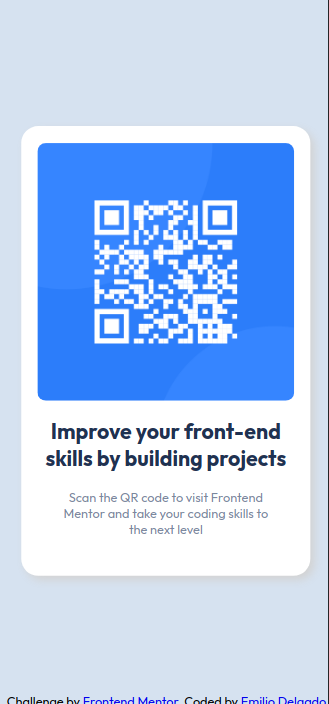 Improve your front-end
skills by building projects
Scan the QR code to visit Frontend
Mentor and take your coding skills to
the next level
Challenge by Frontend Mentor. Coded by Emilio Delgado